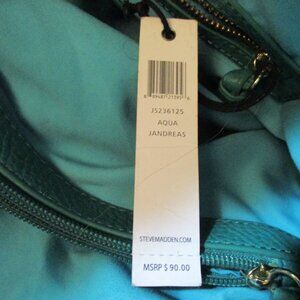 JS236125
AQUA
JANDREAS
STEVEMADDEN.COM
MSRP $ 90.00